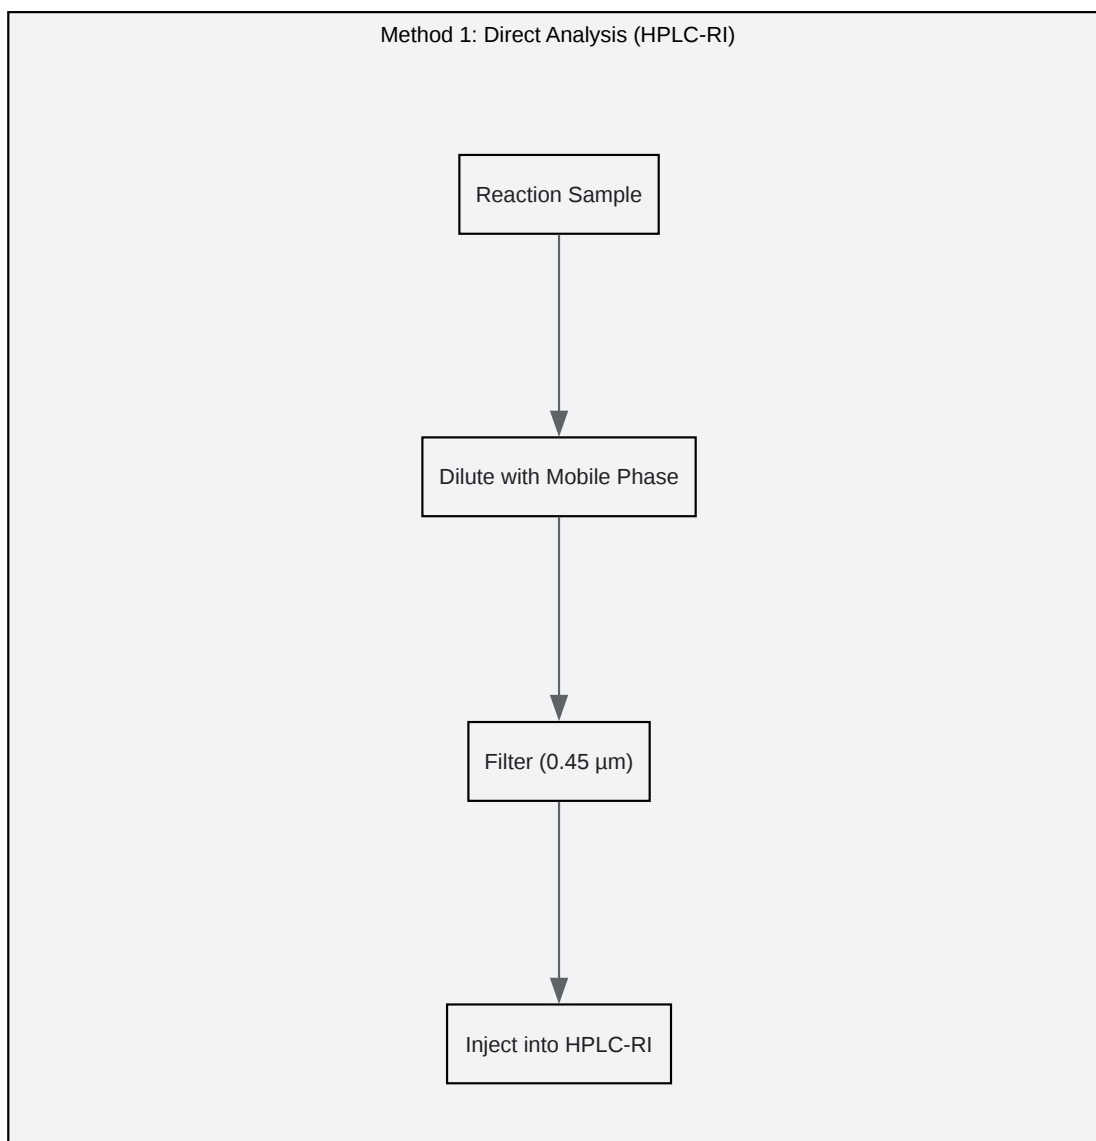 Method 1: Direct Analysis (HPLC-RI)
Reaction Sample
Dilute with Mobile Phase
Filter (0.45 µm)
Inject into HPLC-RI